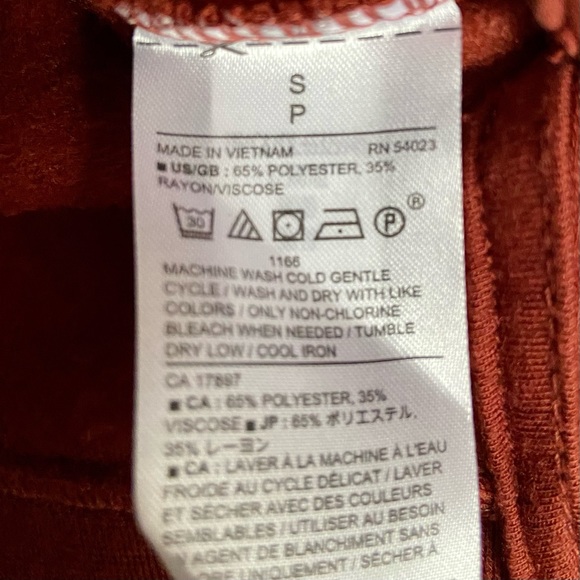 S
P
MADE IN VIETNAM RN 54023
■ US/GB : 65% POLYESTER, 35%
RAYON/VISCOSE
30 P ®
1166
MACHINE WASH COLD GENTLE
CYCLE / WASH AND DRY WITH LIKE
COLORS / ONLY NON-CHLORINE
BLEACH WHEN NEEDED / TUMBLE
DRY LOW / COOL IRON
CA 17897
■ CA : 65% POLYESTER, 35%
VISCOSE ■ JP : 65% ポリエステル,
35% レーヨン
■ CA : LAVER À LA MACHINE À L'EAU
FROIDE AU CYCLE DÉLICAT / LAVER
ET SÉCHER AVEC DES COULEURS
SEMBLABLES / UTILISER AU BESOIN
UN AGENT DE BLANCHIMENT SANS
UNIQUEMENT / SÉCHER À